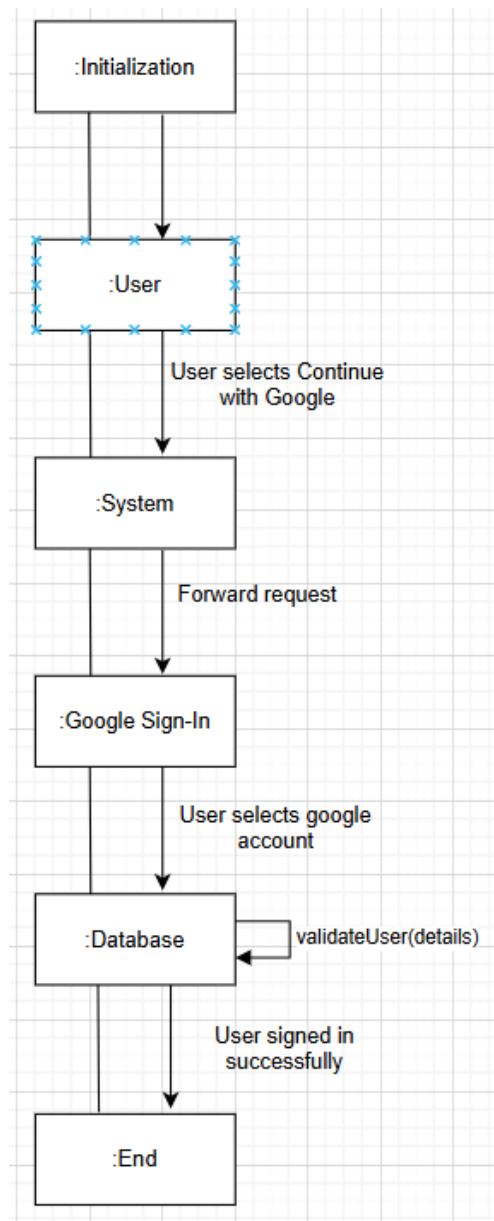 :Initialization
:User
User selects Continue
with Google
:System
Forward request
:Google Sign-In
User selects google
account
:Database
validateUser(details)
User signed in
successfully
:End